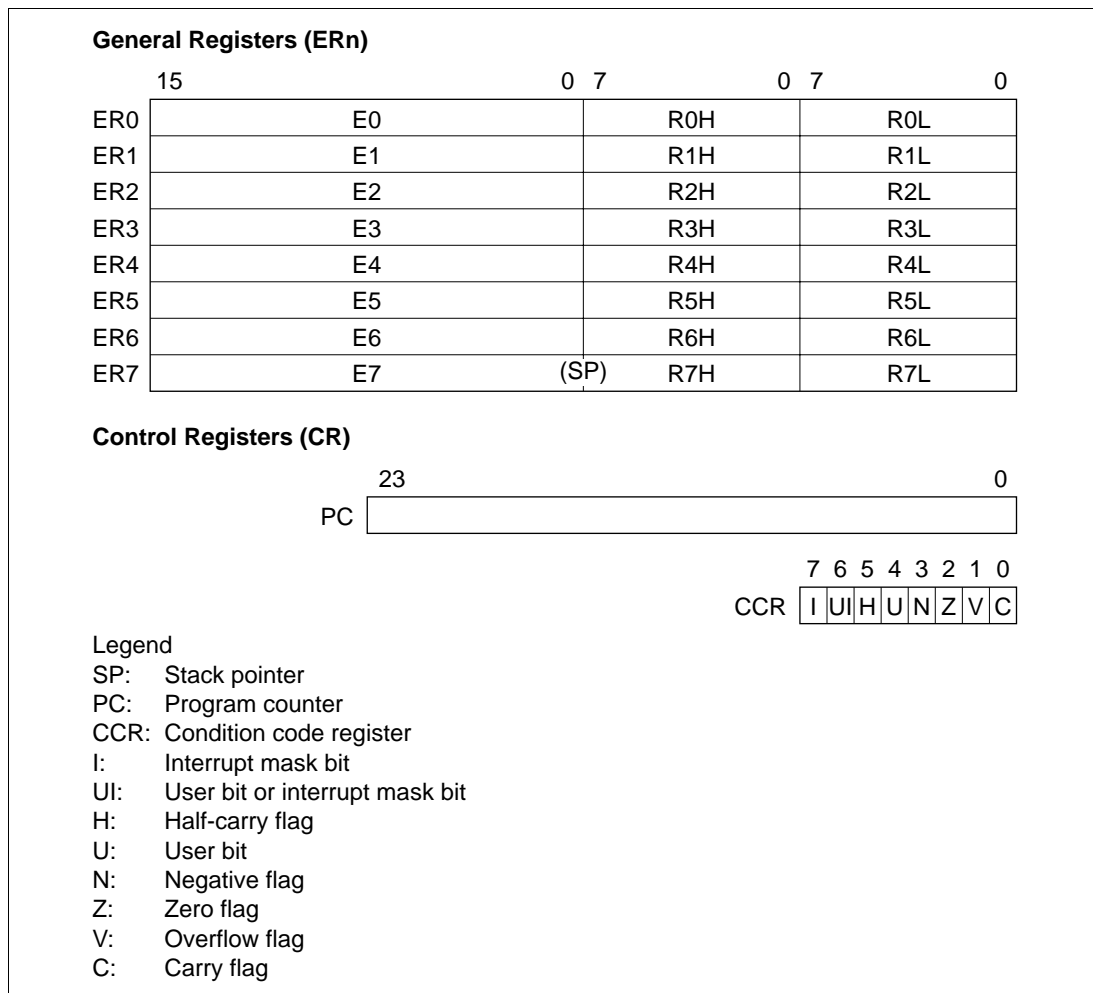 General Registers (ERn)
15 0 7 0 7 0
ER0 E0 R0H R0L
ER1 E1 R1H R1L
ER2 E2 R2H R2L
ER3 E3 R3H R3L
ER4 E4 R4H R4L
ER5 E5 R5H R5L
ER6 E6 R6H R6L
ER7 E7 (SP) R7H R7L
Control Registers (CR)
23 0
PC
7 6 5 4 3 2 1 0
CCR I UI H U N Z V C
Legend
SP: Stack pointer
PC: Program counter
CCR: Condition code register
I: Interrupt mask bit
UI: User bit or interrupt mask bit
H: Half-carry flag
U: User bit
N: Negative flag
Z: Zero flag
V: Overflow flag
C: Carry flag